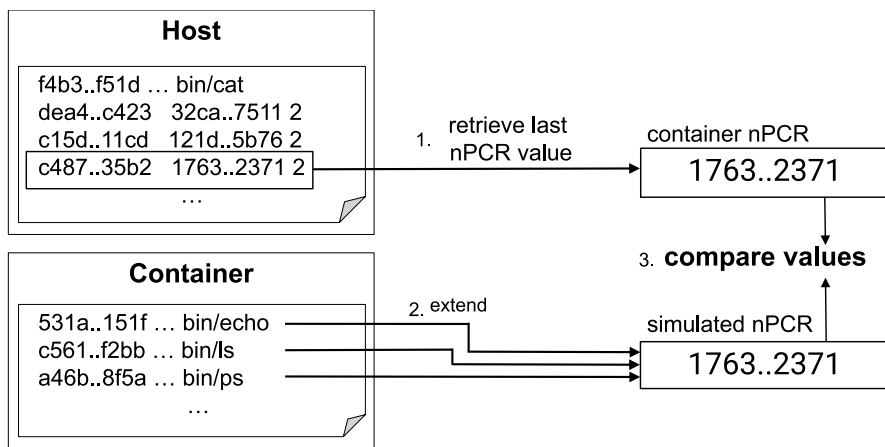 Host
f4b3..f51d … bin/cat
dea4..c423 32ca..7511 2
c15d..11cd 121d..5b76 2
c487..35b2 1763..2371 2
…
1. retrieve last
nPCR value
container nPCR
1763..2371
3. compare values
Container
531a..151f … bin/echo
c561..f2bb … bin/ls
a46b..8f5a … bin/ps
…
2. extend
simulated nPCR
1763..2371